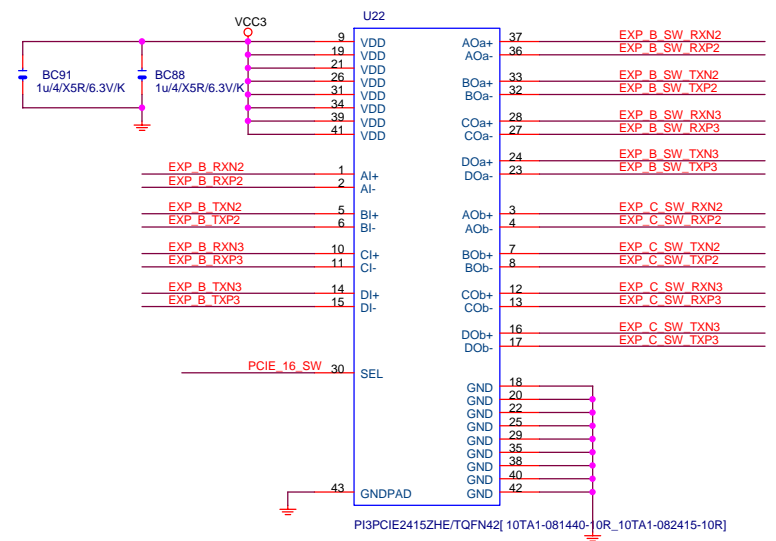 VCC3
U22
BC91
1u/4/X5R/6.3V/K
BC88
1u/4/X5R/6.3V/K
9 VDD
19 VDD
21 VDD
26 VDD
31 VDD
34 VDD
39 VDD
41 VDD
EXP_B_RXN2 1 AI+
EXP_B_RXP2 2 AI-
EXP_B_TXN2 5 BI+
EXP_B_TXP2 6 BI-
EXP_B_RXN3 10 CI+
EXP_B_RXP3 11 CI-
EXP_B_TXN3 14 DI+
EXP_B_TXP3 15 DI-
PCIE_16_SW 30 SEL
43 GNDPAD
AOa+ 37 EXP_B_SW_RXN2
AOa- 36 EXP_B_SW_RXP2
BOa+ 33 EXP_B_SW_TXN2
BOa- 32 EXP_B_SW_TXP2
COa+ 28 EXP_B_SW_RXN3
COa- 27 EXP_B_SW_RXP3
DOa+ 24 EXP_B_SW_TXN3
DOa- 23 EXP_B_SW_TXP3
AOb+ 3 EXP_C_SW_RXN2
AOb- 4 EXP_C_SW_RXP2
BOb+ 7 EXP_C_SW_TXN2
BOb- 8 EXP_C_SW_TXP2
COb+ 12 EXP_C_SW_RXN3
COb- 13 EXP_C_SW_RXP3
DOb+ 16 EXP_C_SW_TXN3
DOb- 17 EXP_C_SW_TXP3
GND 18
GND 20
GND 22
GND 25
GND 29
GND 35
GND 38
GND 40
GND 42
PI3PCIE2415ZHE/TQFN42[ 10TA1-081440-10R_10TA1-082415-10R]